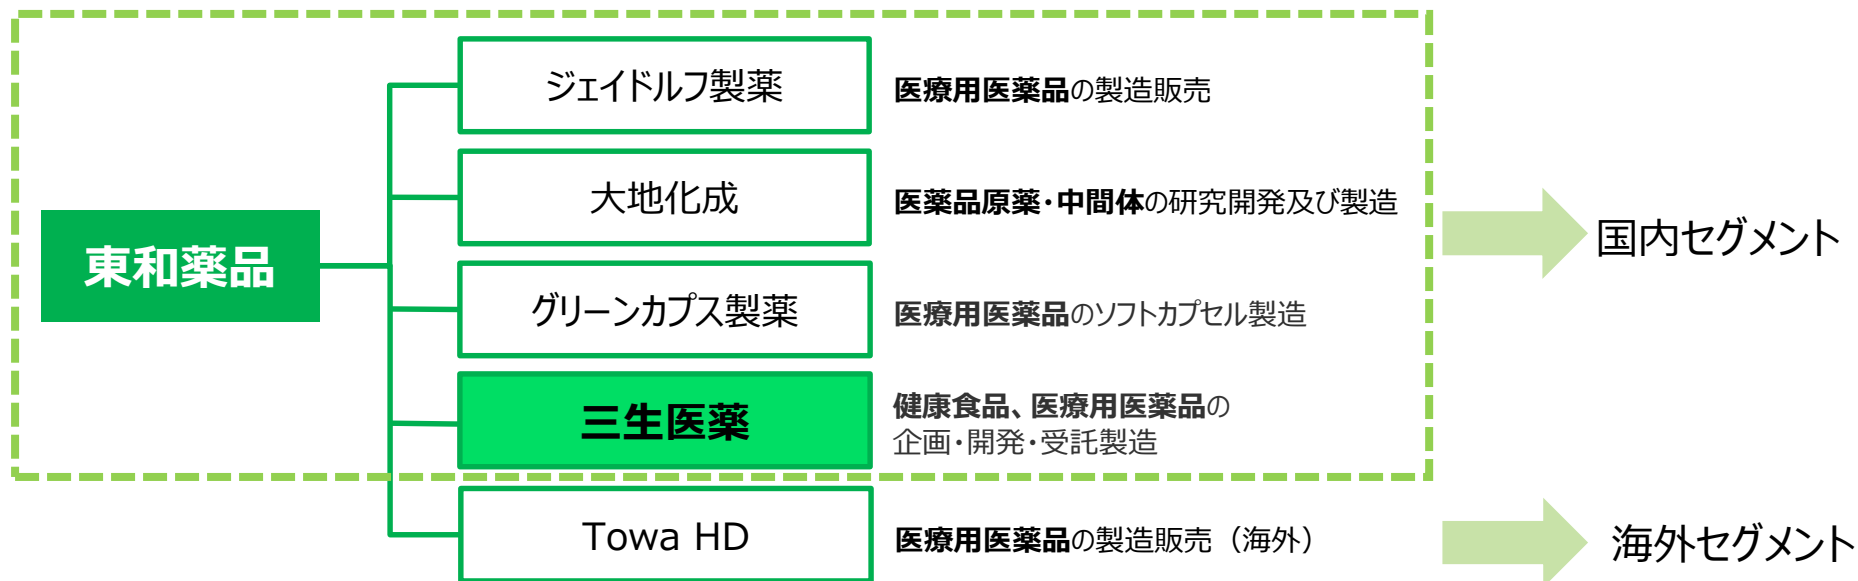 東和薬品
ジェイドルフ製薬
医療用医薬品の製造販売
大地化成
医薬品原薬・中間体の研究開発及び製造
グリーンカプス製薬
医療用医薬品のソフトカプセル製造
三生医薬
健康食品、医療用医薬品の
企画・開発・受託製造
国内セグメント
Towa HD
医療用医薬品の製造販売（海外）
海外セグメント